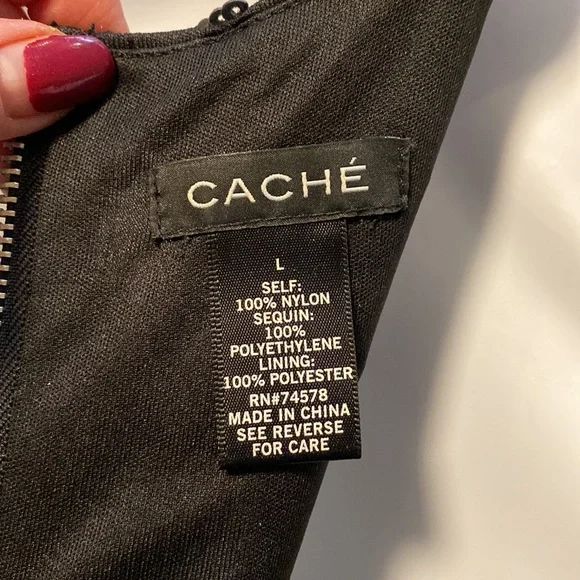 CACHÉ
L
SELF:
100% NYLON
SEQUIN:
100%
POLYETHYLENE
LINING:
100% POLYESTER
RN#74578
MADE IN CHINA
SEE REVERSE
FOR CARE